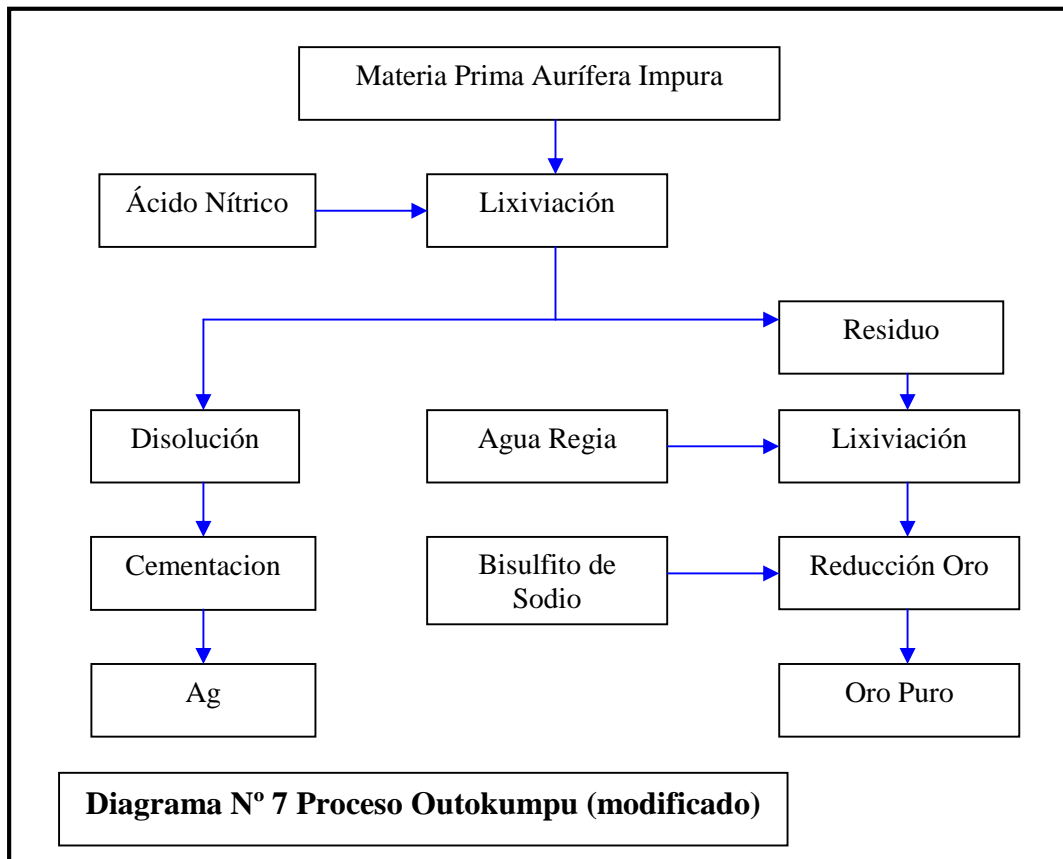 Materia Prima Aurífera Impura
Ácido Nítrico
Lixiviación
Residuo
Disolución
Agua Regia
Lixiviación
Cementacion
Bisulfito de
Sodio
Reducción Oro
Ag
Oro Puro
Diagrama Nº 7 Proceso Outokumpu (modificado)